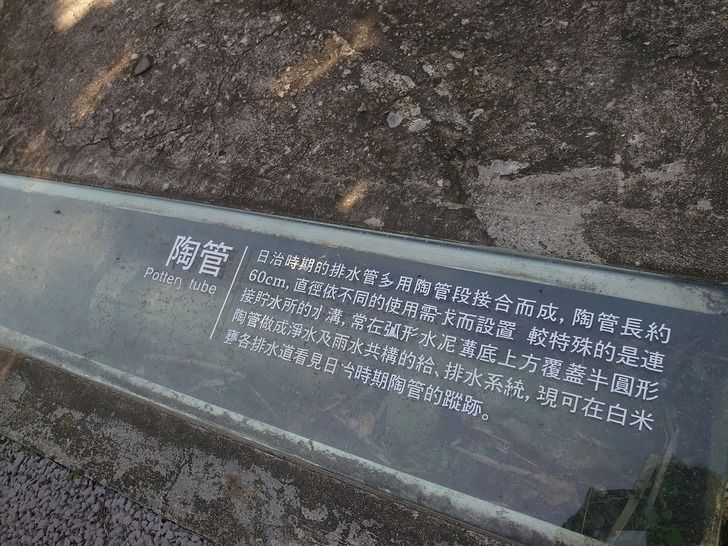 陶管
Pottery tube
日治時期的排水管多用陶管段接合而成，陶管長約
60cm，直徑依不同的使用需求而設置 較特殊的是連
接貯水所的水溝，常在弧形水泥溝底上方覆蓋半圓形
陶管做成淨水及雨水共構的給、排水系統，現可在白米
甕各排水道看見日治時期陶管的蹤跡。